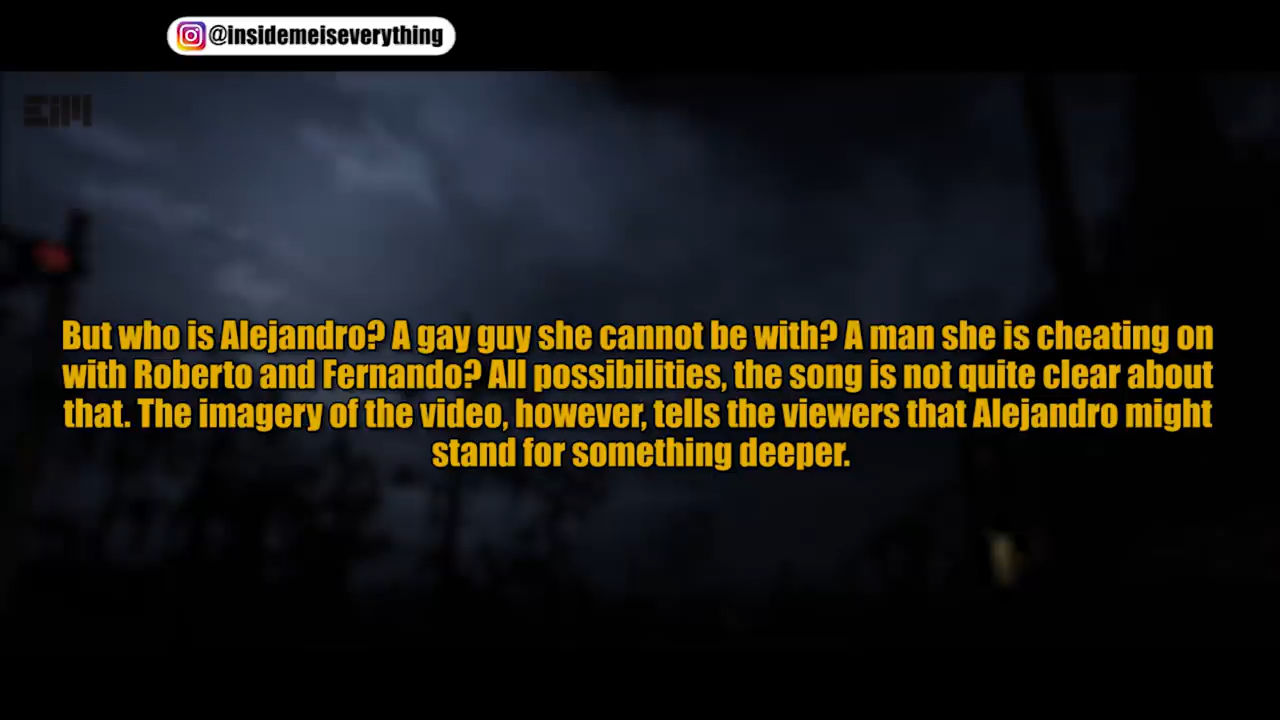 @insidemeiseverything
EIM
But who is Alejandro? A gay guy she cannot be with? A man she is cheating on
with Roberto and Fernando? All possibilities, the song is not quite clear about
that. The imagery of the video, however, tells the viewers that Alejandro might
stand for something deeper.